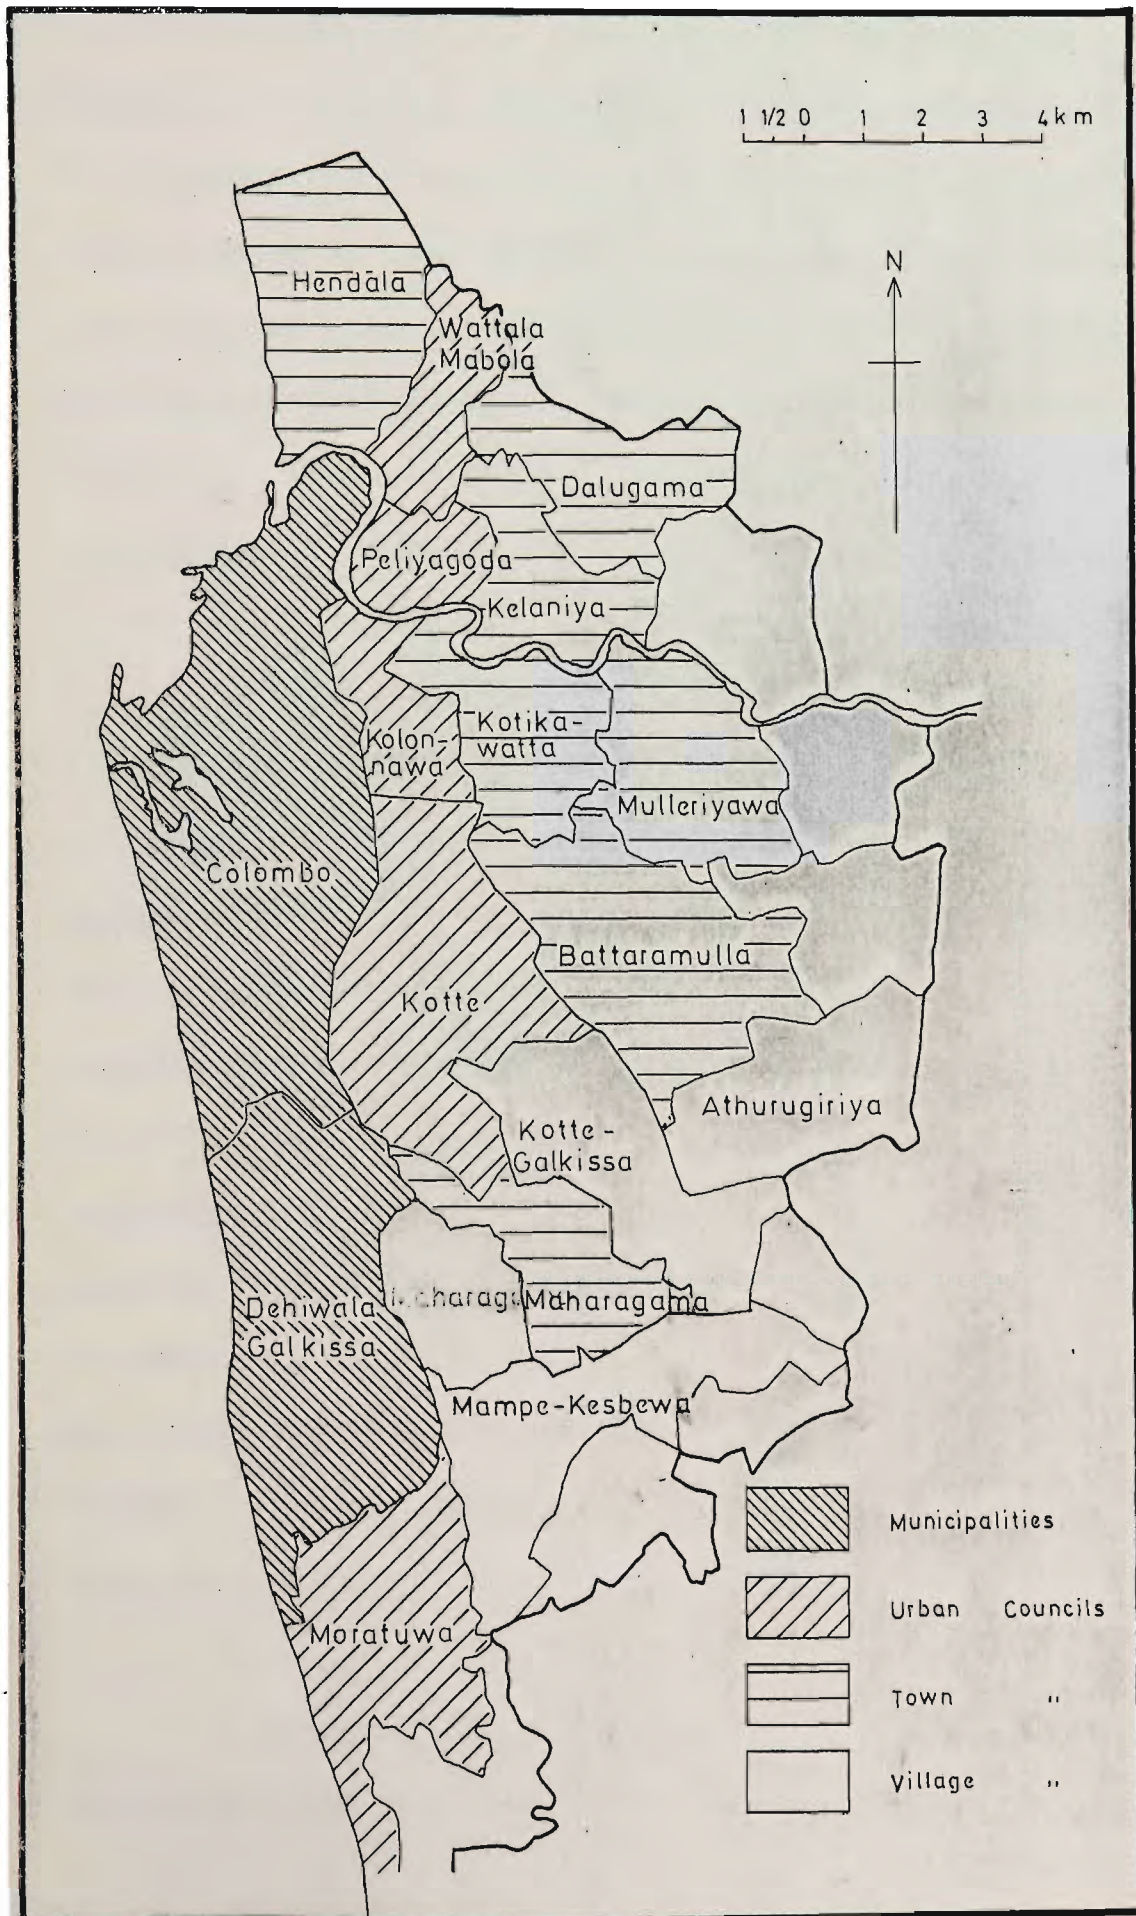 1 1/2 0 1 2 3 4 km
N
Hendala
Wattala
Mabola
Dalugama
Peliyagoda
Kelaniya
Kotika-
watta
Kolon-
nawa
Mulleriyawa
Colombo
Battaramulla
Kotte
Athurugiriya
Kotte-
Galkissa
Maharagama
Dehiwala
Galkissa
Mampe-Kesbewa
Municipalities
Urban Councils
Moratuwa
Town "
Village "